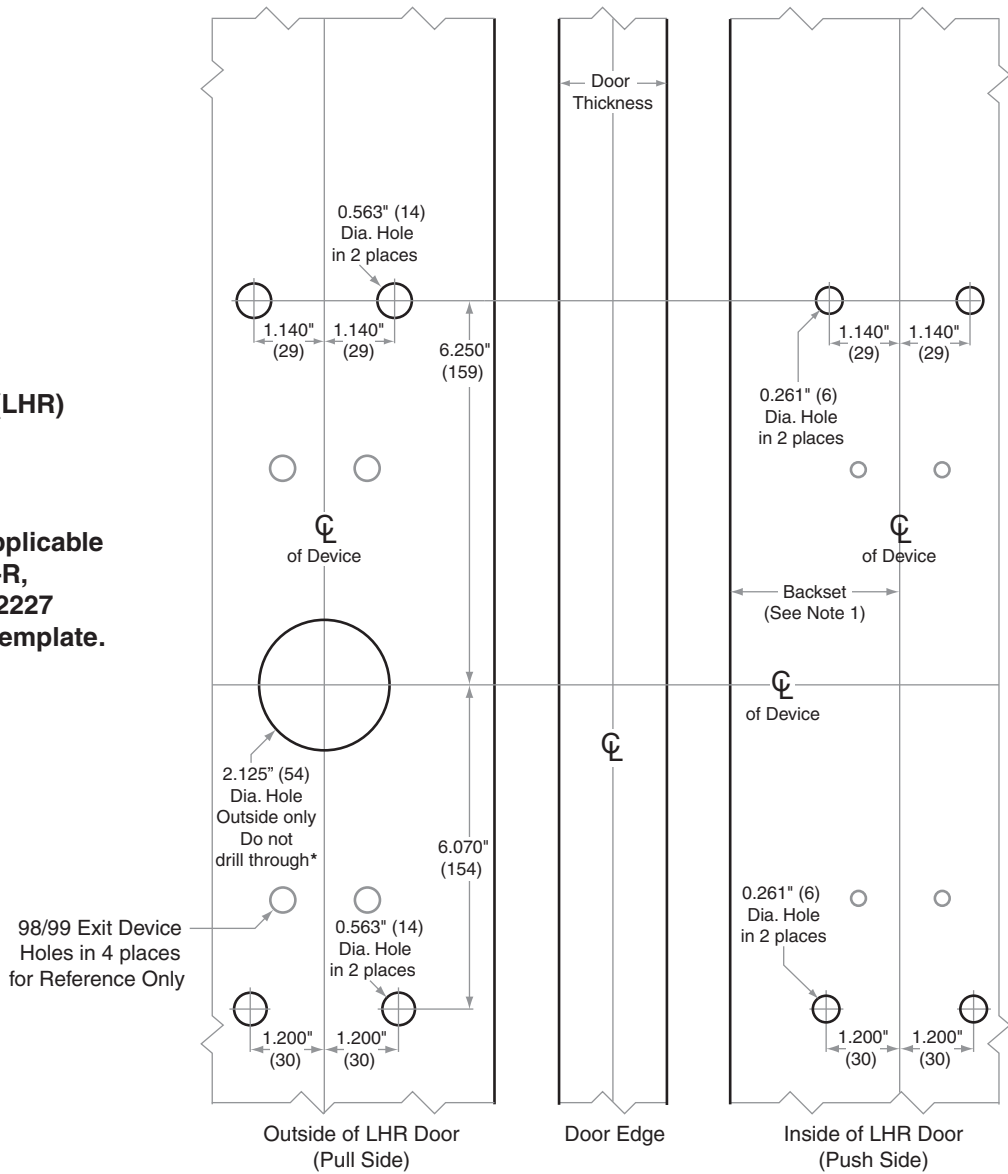 Door
Thickness
0.563" (14)
Dia. Hole
in 2 places
1.140"
(29)
1.140"
(29)
6.250"
(159)
1.140"
(29)
1.140"
(29)
0.261" (6)
Dia. Hole
in 2 places
(LHR)
℄
of Device
℄
of Device
pplicable
-R,
2227
emplate.
Backset
(See Note 1)
℄
of Device
℄
2.125” (54)
Dia. Hole
Outside only
Do not
drill through*
6.070"
(154)
98/99 Exit Device
Holes in 4 places
for Reference Only
0.563" (14)
Dia. Hole
in 2 places
0.261" (6)
Dia. Hole
in 2 places
1.200"
(30)
1.200"
(30)
1.200"
(30)
1.200"
(30)
Outside of LHR Door
(Pull Side)
Door Edge
Inside of LHR Door
(Push Side)